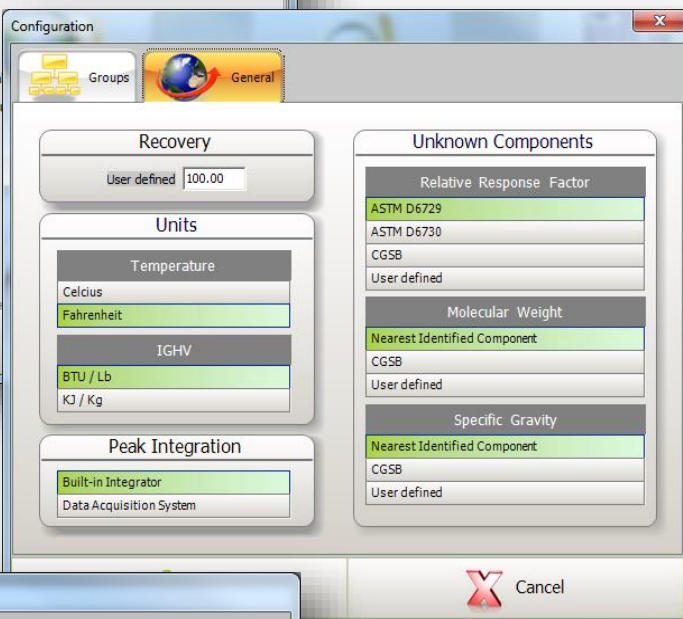 Configuration
Groups
General
Recovery
User defined 100.00
Units
Temperature
Celcius
Fahrenheit
IGHV
BTU / Lb
KJ / Kg
Peak Integration
Built-in Integrator
Data Acquisition System
Unknown Components
Relative Response Factor
ASTM D6729
ASTM D6730
CGSB
User defined
Molecular Weight
Nearest Identified Component
CGSB
User defined
Specific Gravity
Nearest Identified Component
CGSB
User defined
Cancel